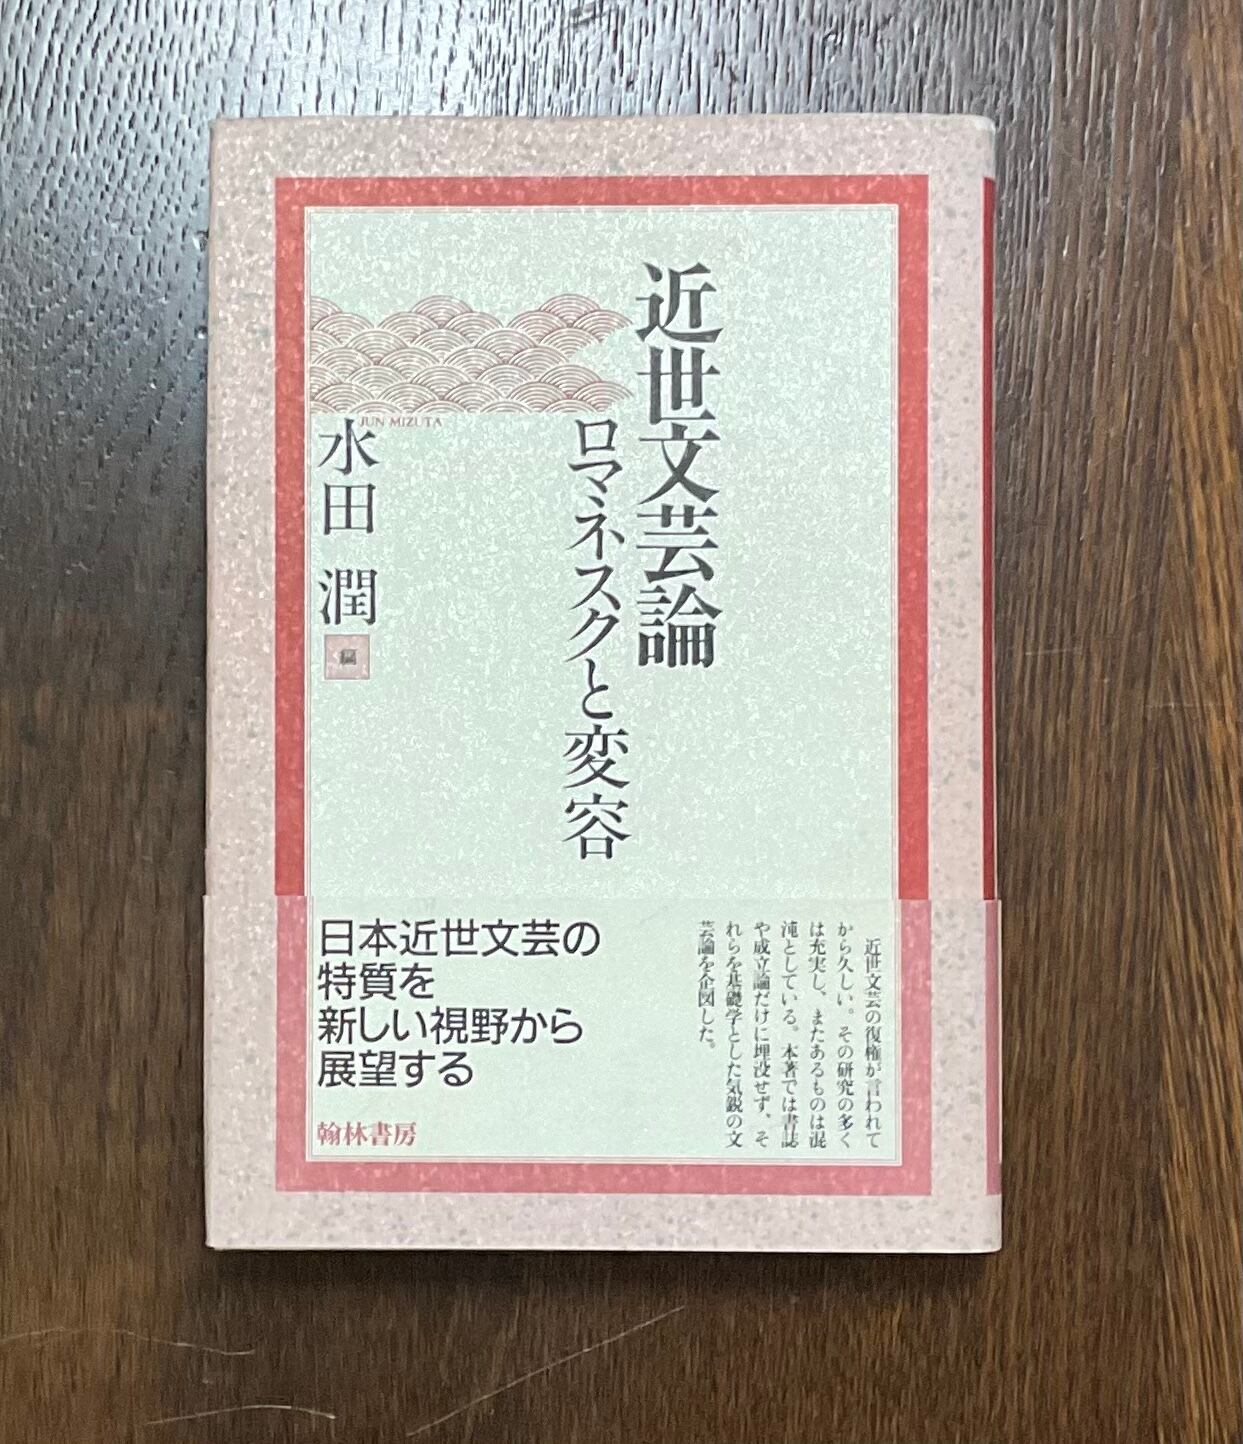 近世文芸論
ロマネスクと変容
JUN MIZUTA
水田 潤
編
近世文芸の復権が言われて
から久しい。その研究の多く
は充実し、またあるものは混
沌としている。本著では書誌
や成立論だけに埋没せず、そ
れらを基礎学とした気鋭の文
芸論を企図した。
日本近世文芸の
特質を
新しい視野から
展望する
翰林書房